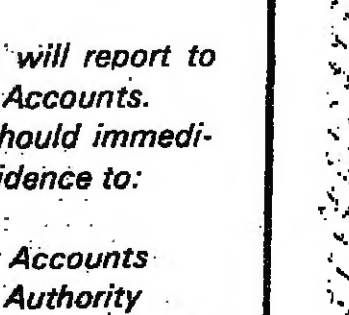 will report to
Accounts.
hould immedi-
idence to:
Accounts
Authority